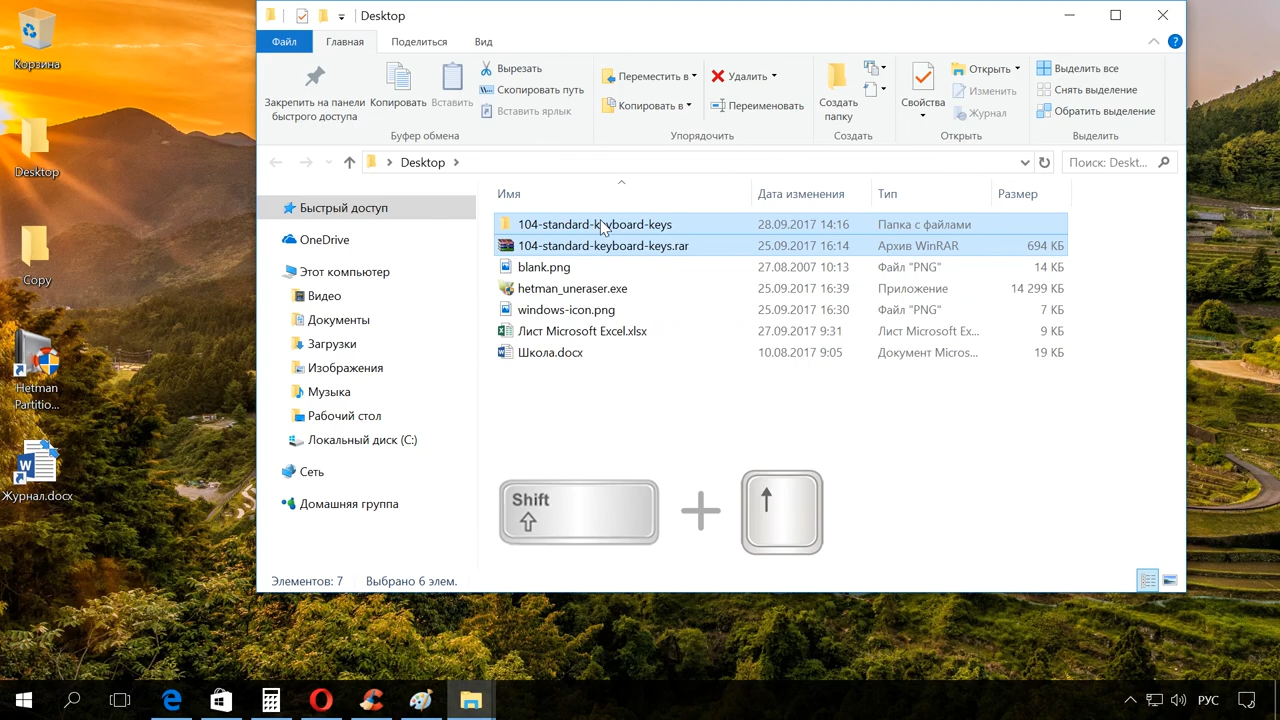 Корзина
Desktop
Copy
Hetman
Partitio...
Журнал.docx
Desktop
Файл
Главная
Поделиться
Вид
Закрепить на панели
быстрого доступа
Копировать
Вставить
Вырезать
Скопировать путь
Вставить ярлык
Буфер обмена
Переместить в
Копировать в
Удалить
Переименовать
Упорядочить
Создать
папку
Создать
Свойства
Открыть
Изменить
Журнал
Открыть
Выделить все
Снять выделение
Обратить выделение
Выделить
Desktop
Поиск: Deskt...
Быстрый доступ
OneDrive
Этот компьютер
Видео
Документы
Загрузки
Изображения
Музыка
Рабочий стол
Локальный диск (C:)
Сеть
Домашняя группа
Имя Дата изменения Тип Размер
104-standard-keyboard-keys 28.09.2017 14:16 Папка с файлами
104-standard-keyboard-keys.rar 25.09.2017 16:14 Архив WinRAR 694 КБ
blank.png 27.08.2007 10:13 Файл "PNG" 14 КБ
hetman_uneraser.exe 25.09.2017 16:39 Приложение 14 299 КБ
windows-icon.png 25.09.2017 16:30 Файл "PNG" 7 КБ
Лист Microsoft Excel.xlsx 27.09.2017 9:31 Лист Microsoft Ex... 9 КБ
Школа.docx 10.08.2017 9:05 Документ Micros... 19 КБ
Shift
+
Элементов: 7 Выбрано 6 элем.
РУС